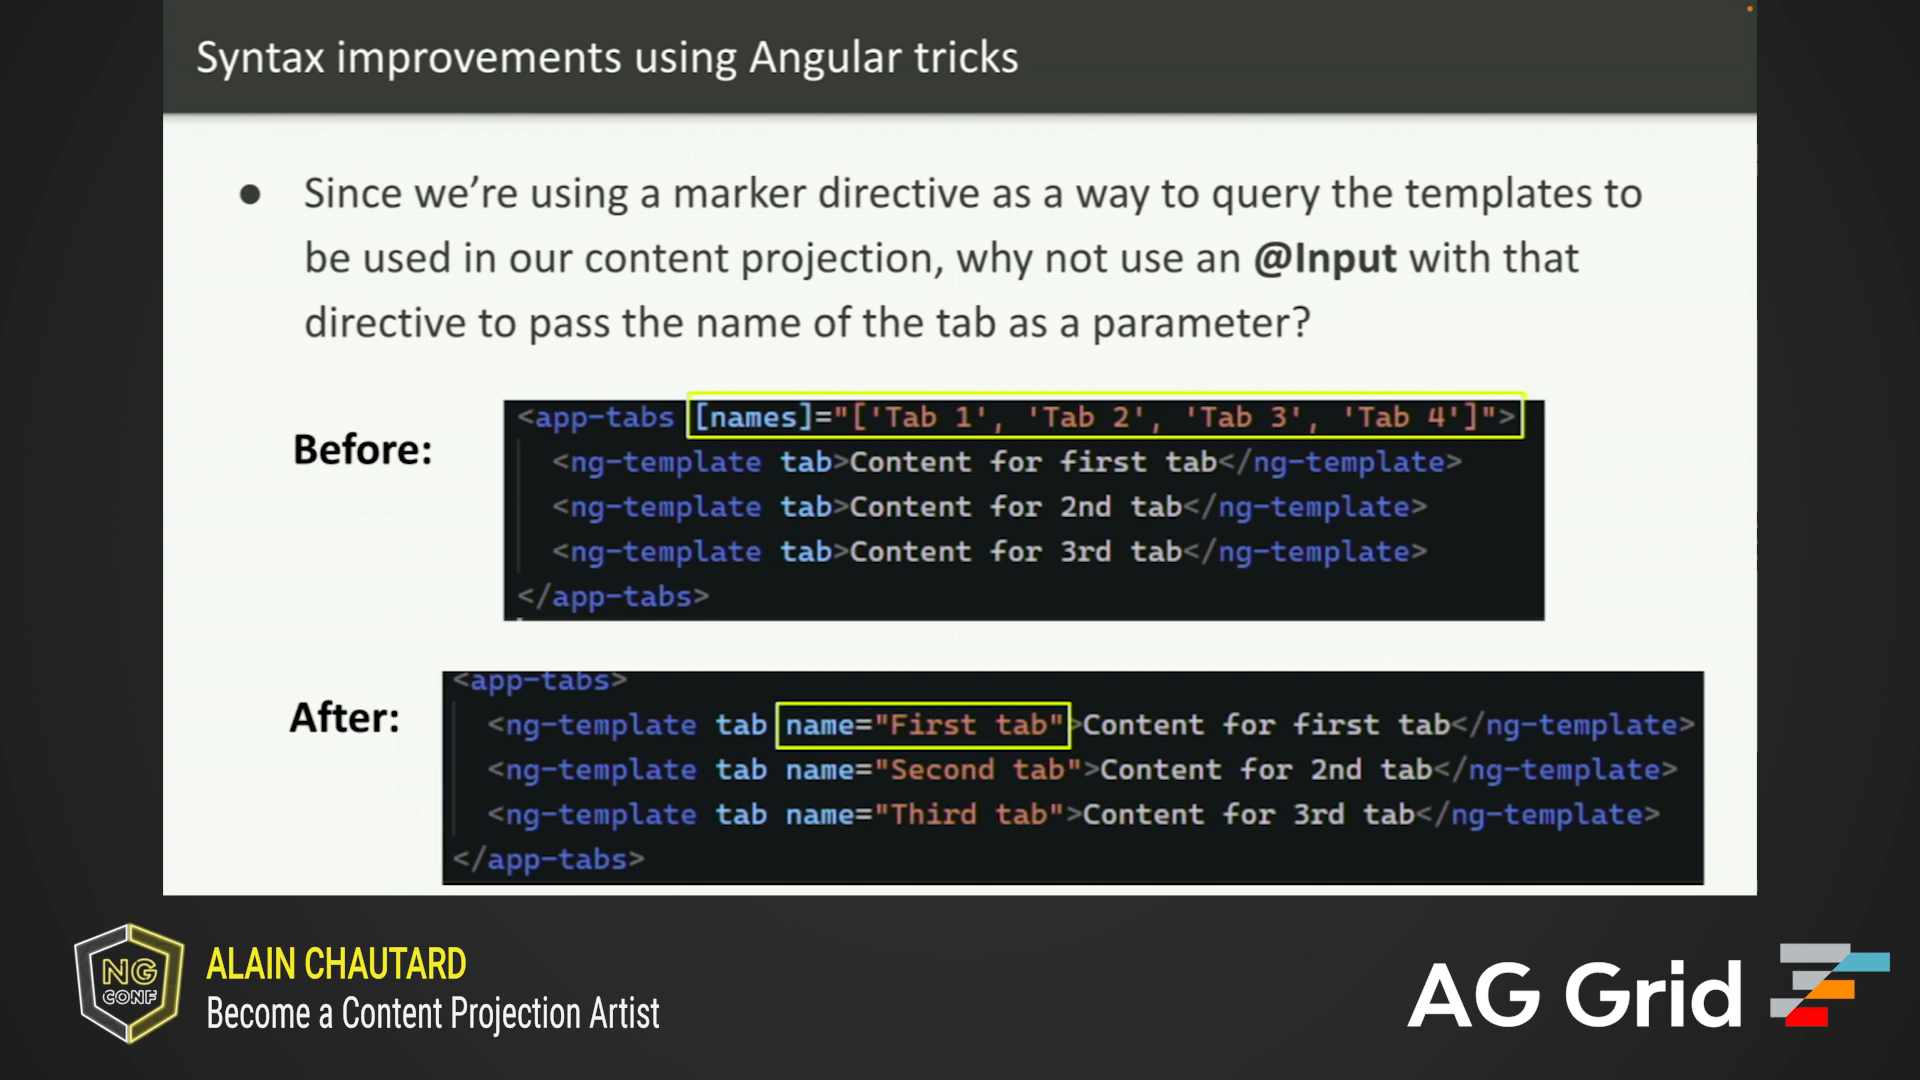 Syntax improvements using Angular tricks
● Since we’re using a marker directive as a way to query the templates to
be used in our content projection, why not use an @Input with that
directive to pass the name of the tab as a parameter?
Before:
<app-tabs [names]="['Tab 1', 'Tab 2', 'Tab 3', 'Tab 4']">
<ng-template tab>Content for first tab</ng-template>
<ng-template tab>Content for 2nd tab</ng-template>
<ng-template tab>Content for 3rd tab</ng-template>
</app-tabs>
After:
<app-tabs>
<ng-template tab name="First tab">Content for first tab</ng-template>
<ng-template tab name="Second tab">Content for 2nd tab</ng-template>
<ng-template tab name="Third tab">Content for 3rd tab</ng-template>
</app-tabs>
NG
CONF
ALAIN CHAUTARD
Become a Content Projection Artist
AG Grid